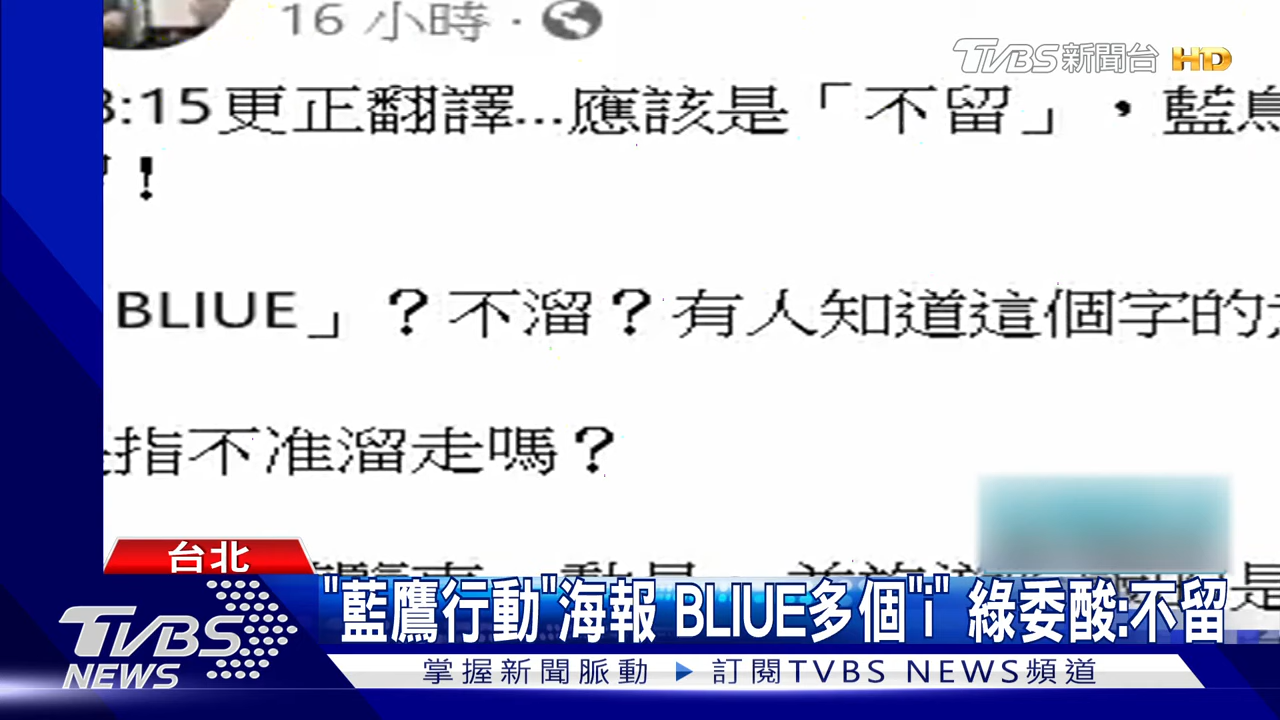 16 小時 ·
TVBS新聞台 HD
8:15更正翻譯...應該是「不留」,藍鳥
!
BLIUE」?不溜?有人知道這個字的
指不准溜走嗎?
台北
"藍鷹行動"海報 BLIUE多個"i" 綠委酸:不留
TVBS NEWS
掌握新聞脈動 ▶ 訂閱TVBS NEWS頻道